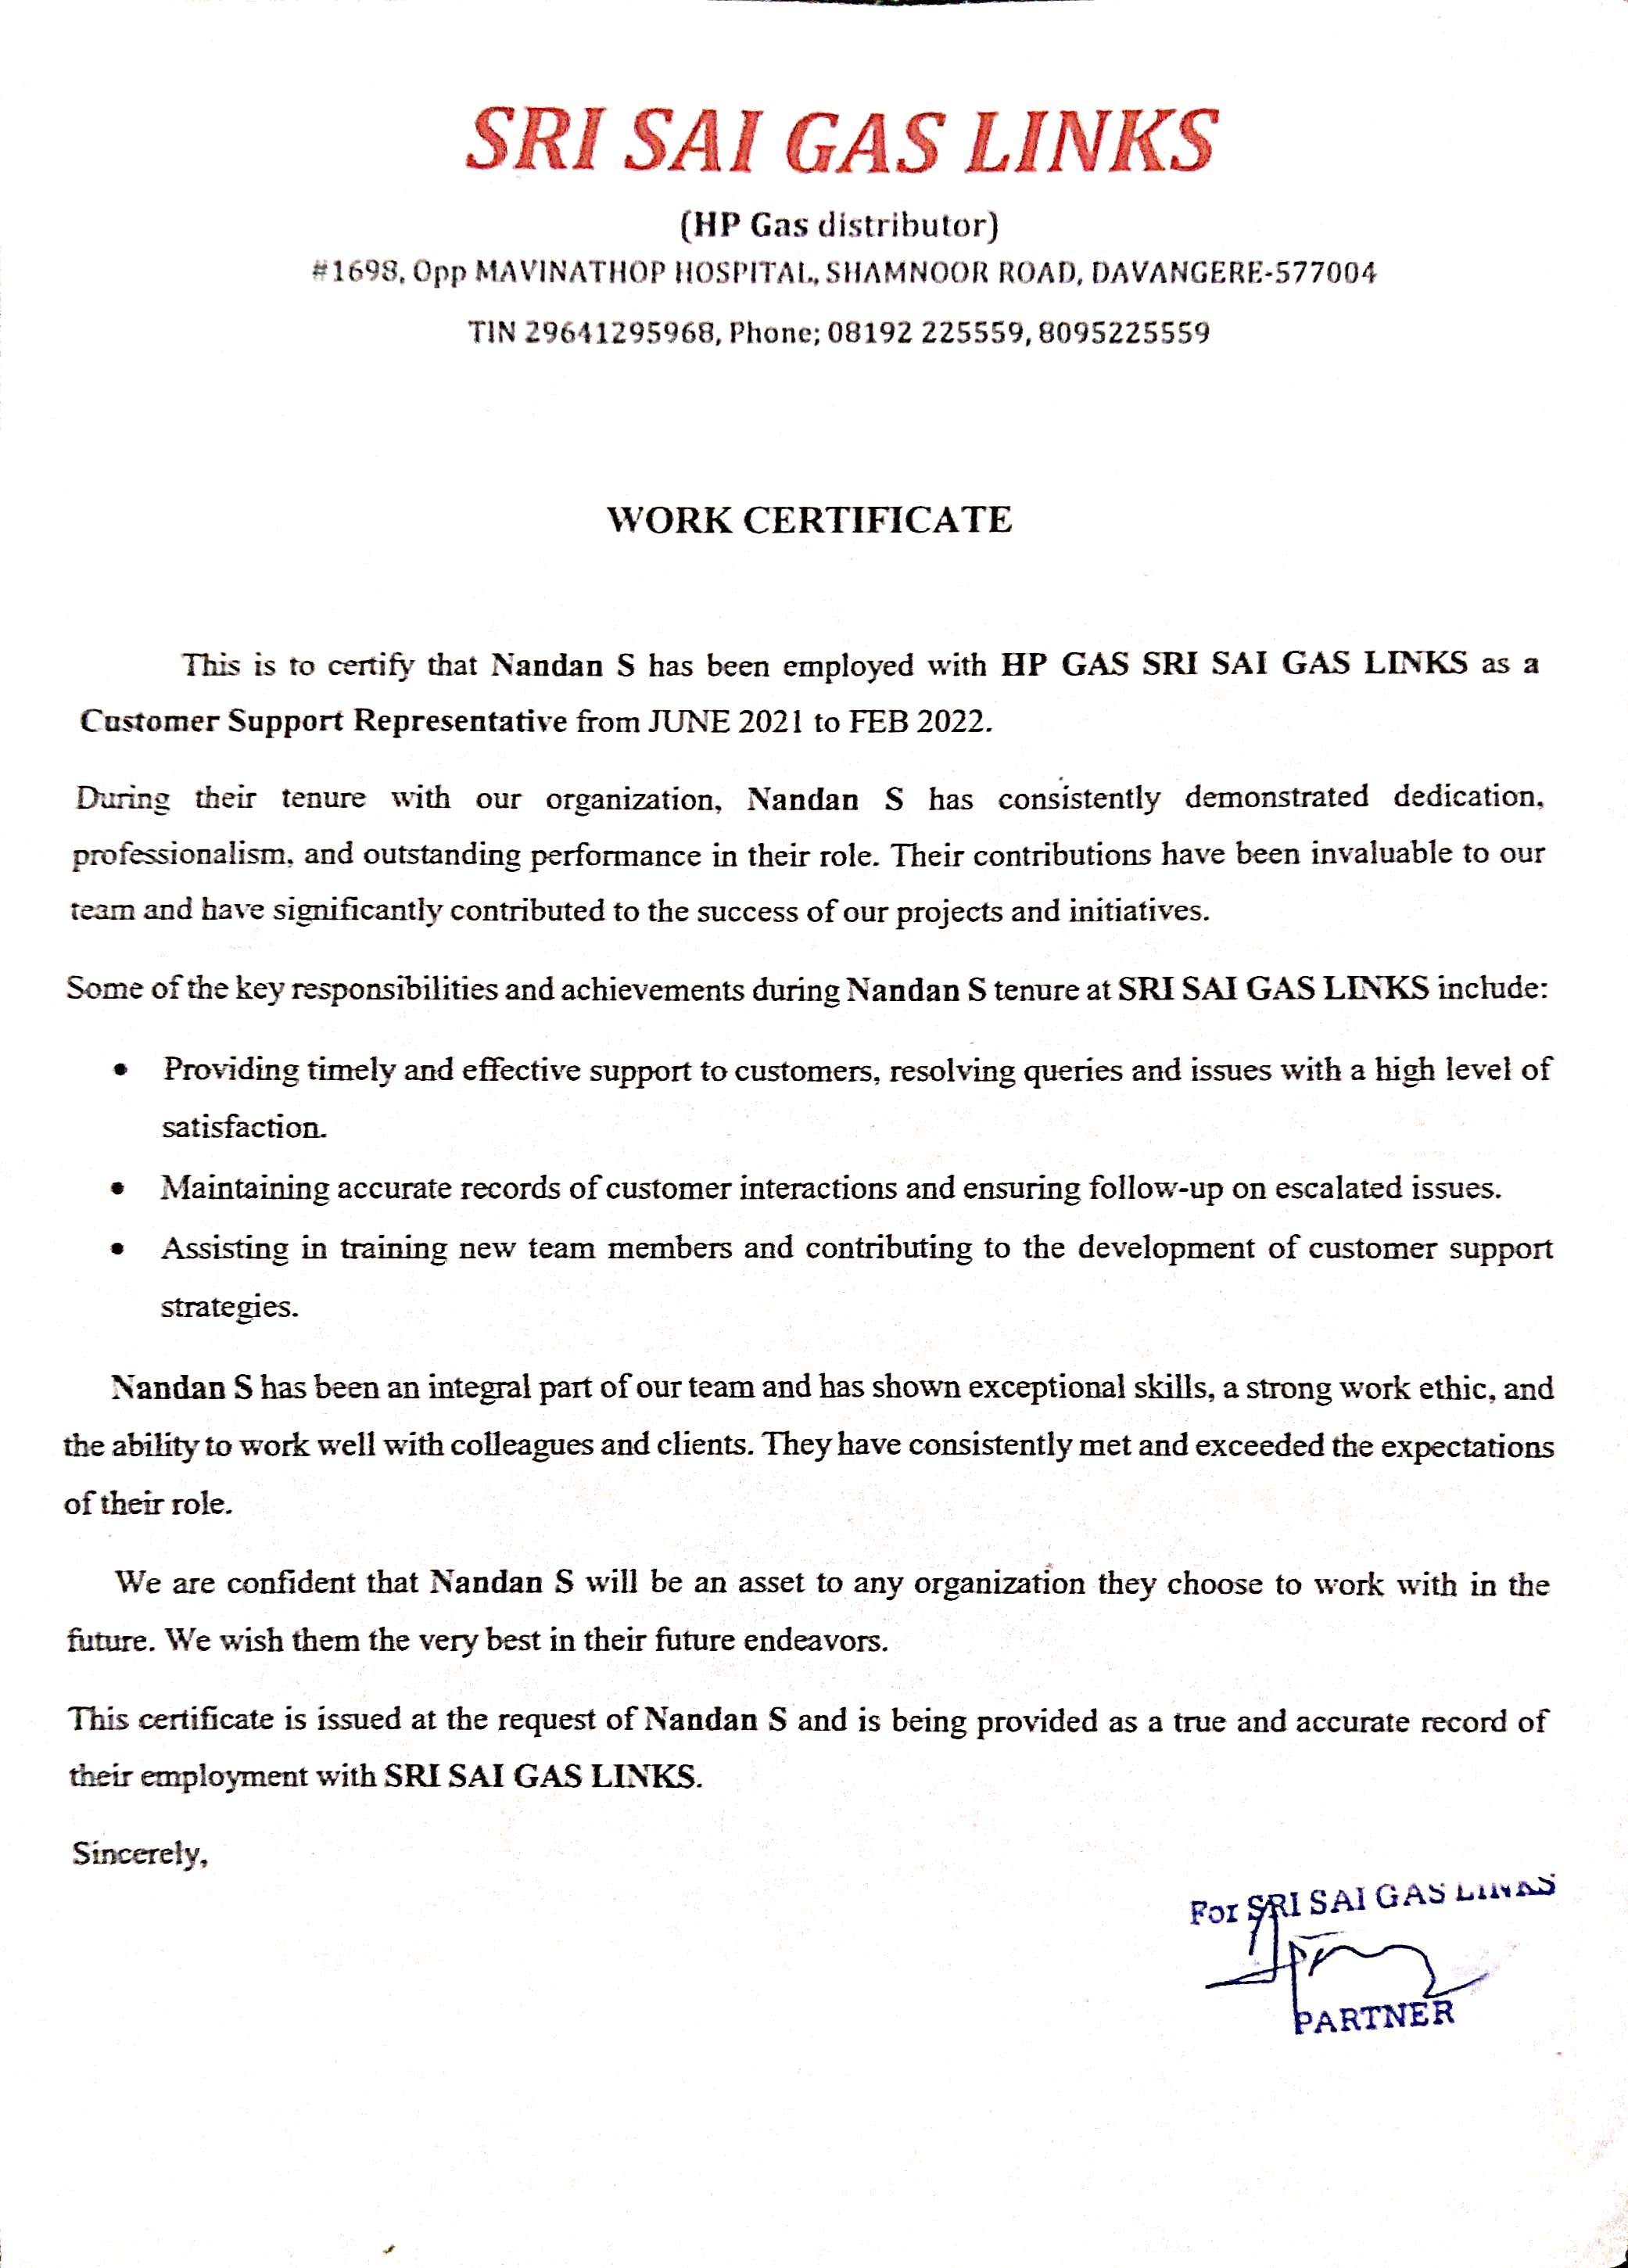 SRI SAI GAS LINKS
(HP Gas distributor)
#1698, Opp MAVINATHOP HOSPITAL, SHAMNOOR ROAD, DAVANGERE-577004
TIN 29641295968, Phone; 08192 225559, 8095225559
WORK CERTIFICATE
This is to certify that Nandan S has been employed with HP GAS SRI SAI GAS LINKS as a
Customer Support Representative from JUNE 2021 to FEB 2022.
During their tenure with our organization, Nandan S has consistently demonstrated dedication,
professionalism, and outstanding performance in their role. Their contributions have been invaluable to our
team and have significantly contributed to the success of our projects and initiatives.
Some of the key responsibilities and achievements during Nandan S tenure at SRI SAI GAS LINKS include:
• Providing timely and effective support to customers, resolving queries and issues with a high level of
satisfaction.
• Maintaining accurate records of customer interactions and ensuring follow-up on escalated issues.
• Assisting in training new team members and contributing to the development of customer support
strategies.
Nandan S has been an integral part of our team and has shown exceptional skills, a strong work ethic, and
the ability to work well with colleagues and clients. They have consistently met and exceeded the expectations
of their role.
We are confident that Nandan S will be an asset to any organization they choose to work with in the
future. We wish them the very best in their future endeavors.
This certificate is issued at the request of Nandan S and is being provided as a true and accurate record of
their employment with SRI SAI GAS LINKS.
Sincerely,
For SRI SAI GAS LINKS
PARTNER